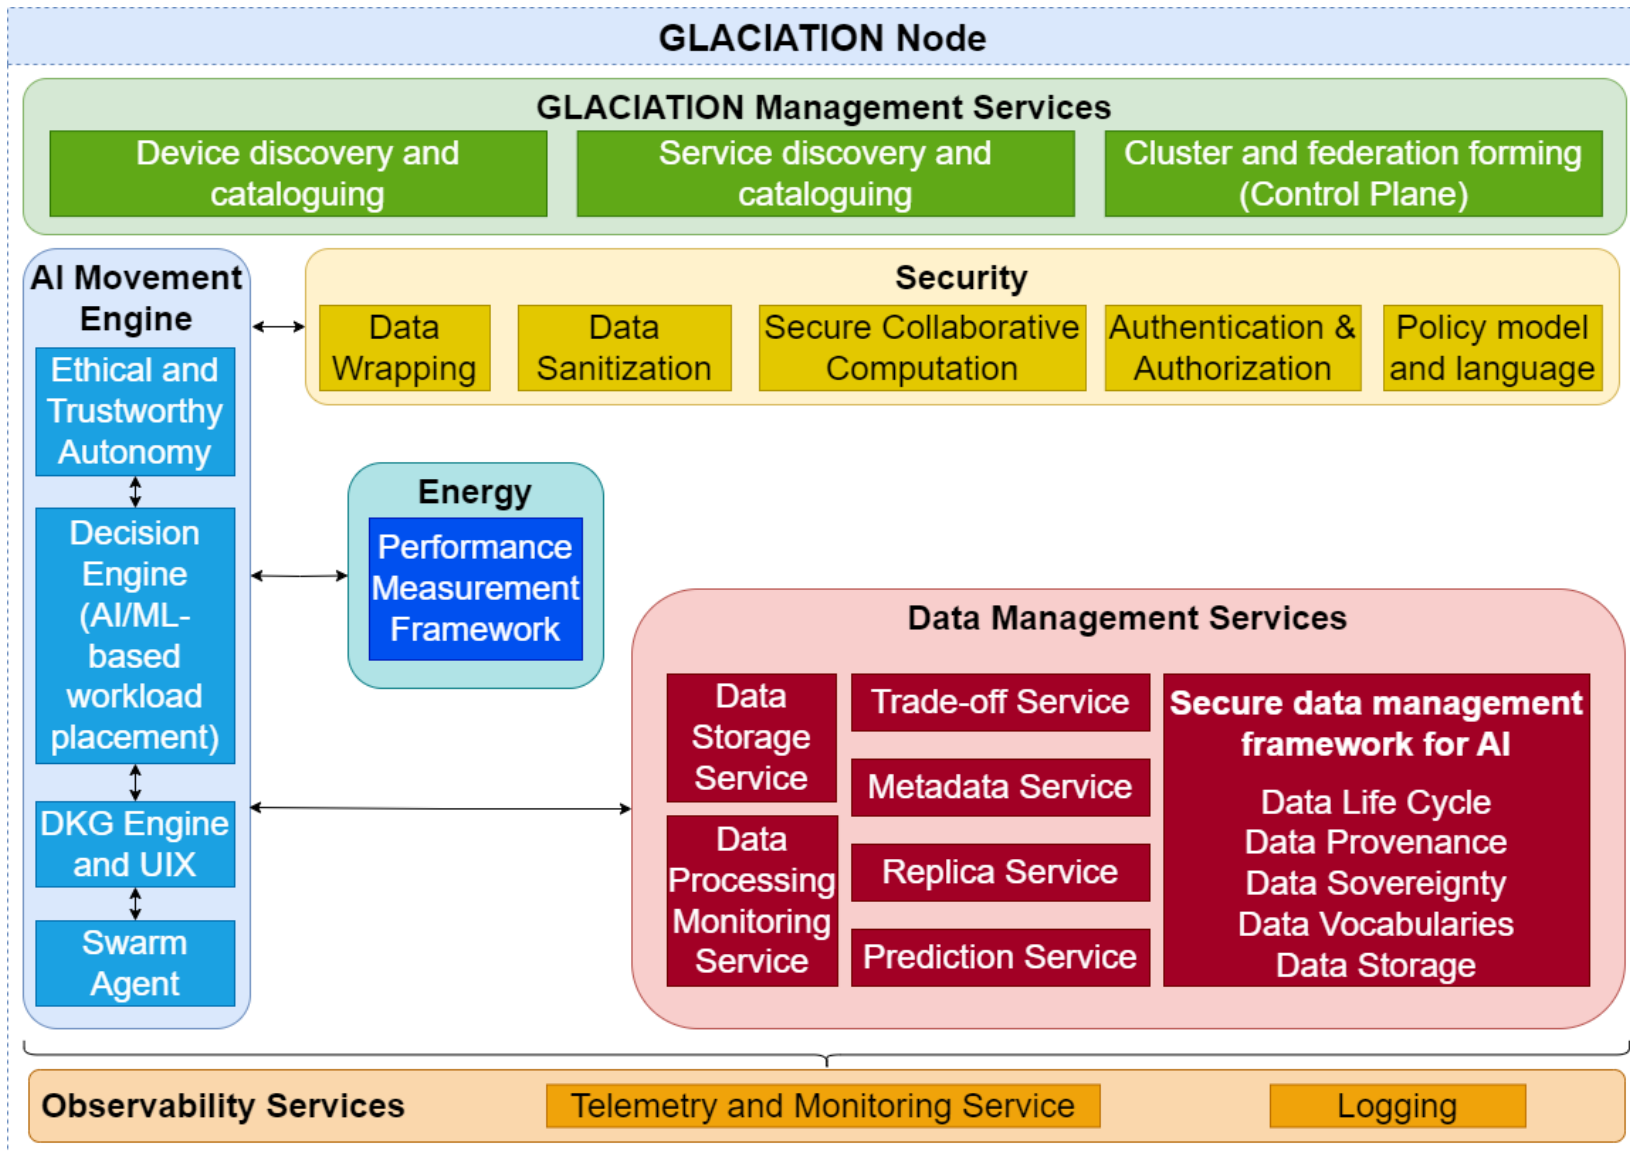 GLACIATION Node
GLACIATION Management Services
Device discovery and
cataloguing
Service discovery and
cataloguing
Cluster and federation forming
(Control Plane)
AI Movement
Engine
Ethical and
Trustworthy
Autonomy
Decision
Engine
(AI/ML-
based
workload
placement)
DKG Engine
and UIX
Swarm
Agent
Security
Data
Wrapping
Data
Sanitization
Secure Collaborative
Computation
Authentication &
Authorization
Policy model
and language
Energy
Performance
Measurement
Framework
Data Management Services
Data
Storage
Service
Data
Processing
Monitoring
Service
Trade-off Service
Metadata Service
Replica Service
Prediction Service
Secure data management
framework for AI
Data Life Cycle
Data Provenance
Data Sovereignty
Data Vocabularies
Data Storage
Observability Services
Telemetry and Monitoring Service
Logging